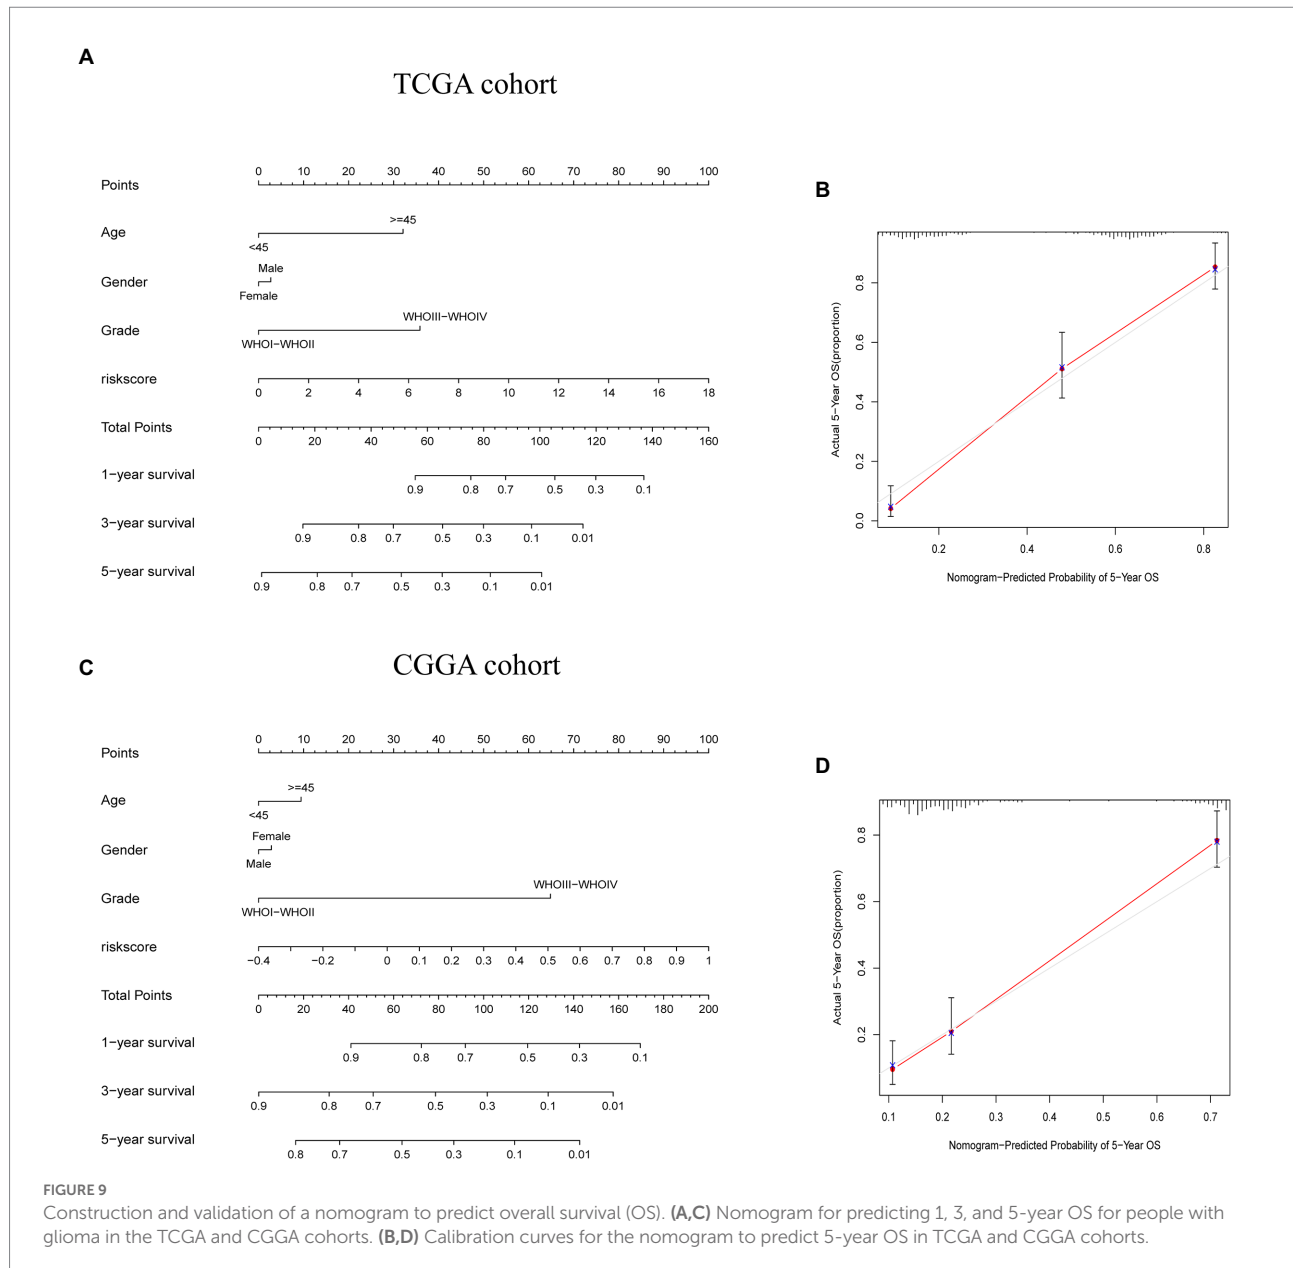 A
TCGA cohort
Points
0 10 20 30 40 50 60 70 80 90 100
Age
>=45
<45
Gender
Male
Female
Grade
WHOIII−WHOIV
WHOI−WHOII
riskscore
0 2 4 6 8 10 12 14 16 18
Total Points
0 20 40 60 80 100 120 140 160
1−year survival
0.9 0.8 0.7 0.5 0.3 0.1
3−year survival
0.9 0.8 0.7 0.5 0.3 0.1 0.01
5−year survival
0.9 0.8 0.7 0.5 0.3 0.1 0.01
B
Actual 5−Year OS(proportion)
0.0 0.2 0.4 0.6 0.8
0.2 0.4 0.6 0.8
Nomogram−Predicted Probability of 5−Year OS
C
CGGA cohort
Points
0 10 20 30 40 50 60 70 80 90 100
Age
>=45
<45
Gender
Female
Male
Grade
WHOIII−WHOIV
WHOI−WHOII
riskscore
−0.4 −0.2 0 0.1 0.2 0.3 0.4 0.5 0.6 0.7 0.8 0.9 1
Total Points
0 20 40 60 80 100 120 140 160 180 200
1−year survival
0.9 0.8 0.7 0.5 0.3 0.1
3−year survival
0.9 0.8 0.7 0.5 0.3 0.1 0.01
5−year survival
0.8 0.7 0.5 0.3 0.1 0.01
D
Actual 5−Year OS(proportion)
0.2 0.4 0.6 0.8
0.1 0.2 0.3 0.4 0.5 0.6 0.7
Nomogram−Predicted Probability of 5−Year OS
FIGURE 9
Construction and validation of a nomogram to predict overall survival (OS). (A,C) Nomogram for predicting 1, 3, and 5-year OS for people with
glioma in the TCGA and CGGA cohorts. (B,D) Calibration curves for the nomogram to predict 5-year OS in TCGA and CGGA cohorts.